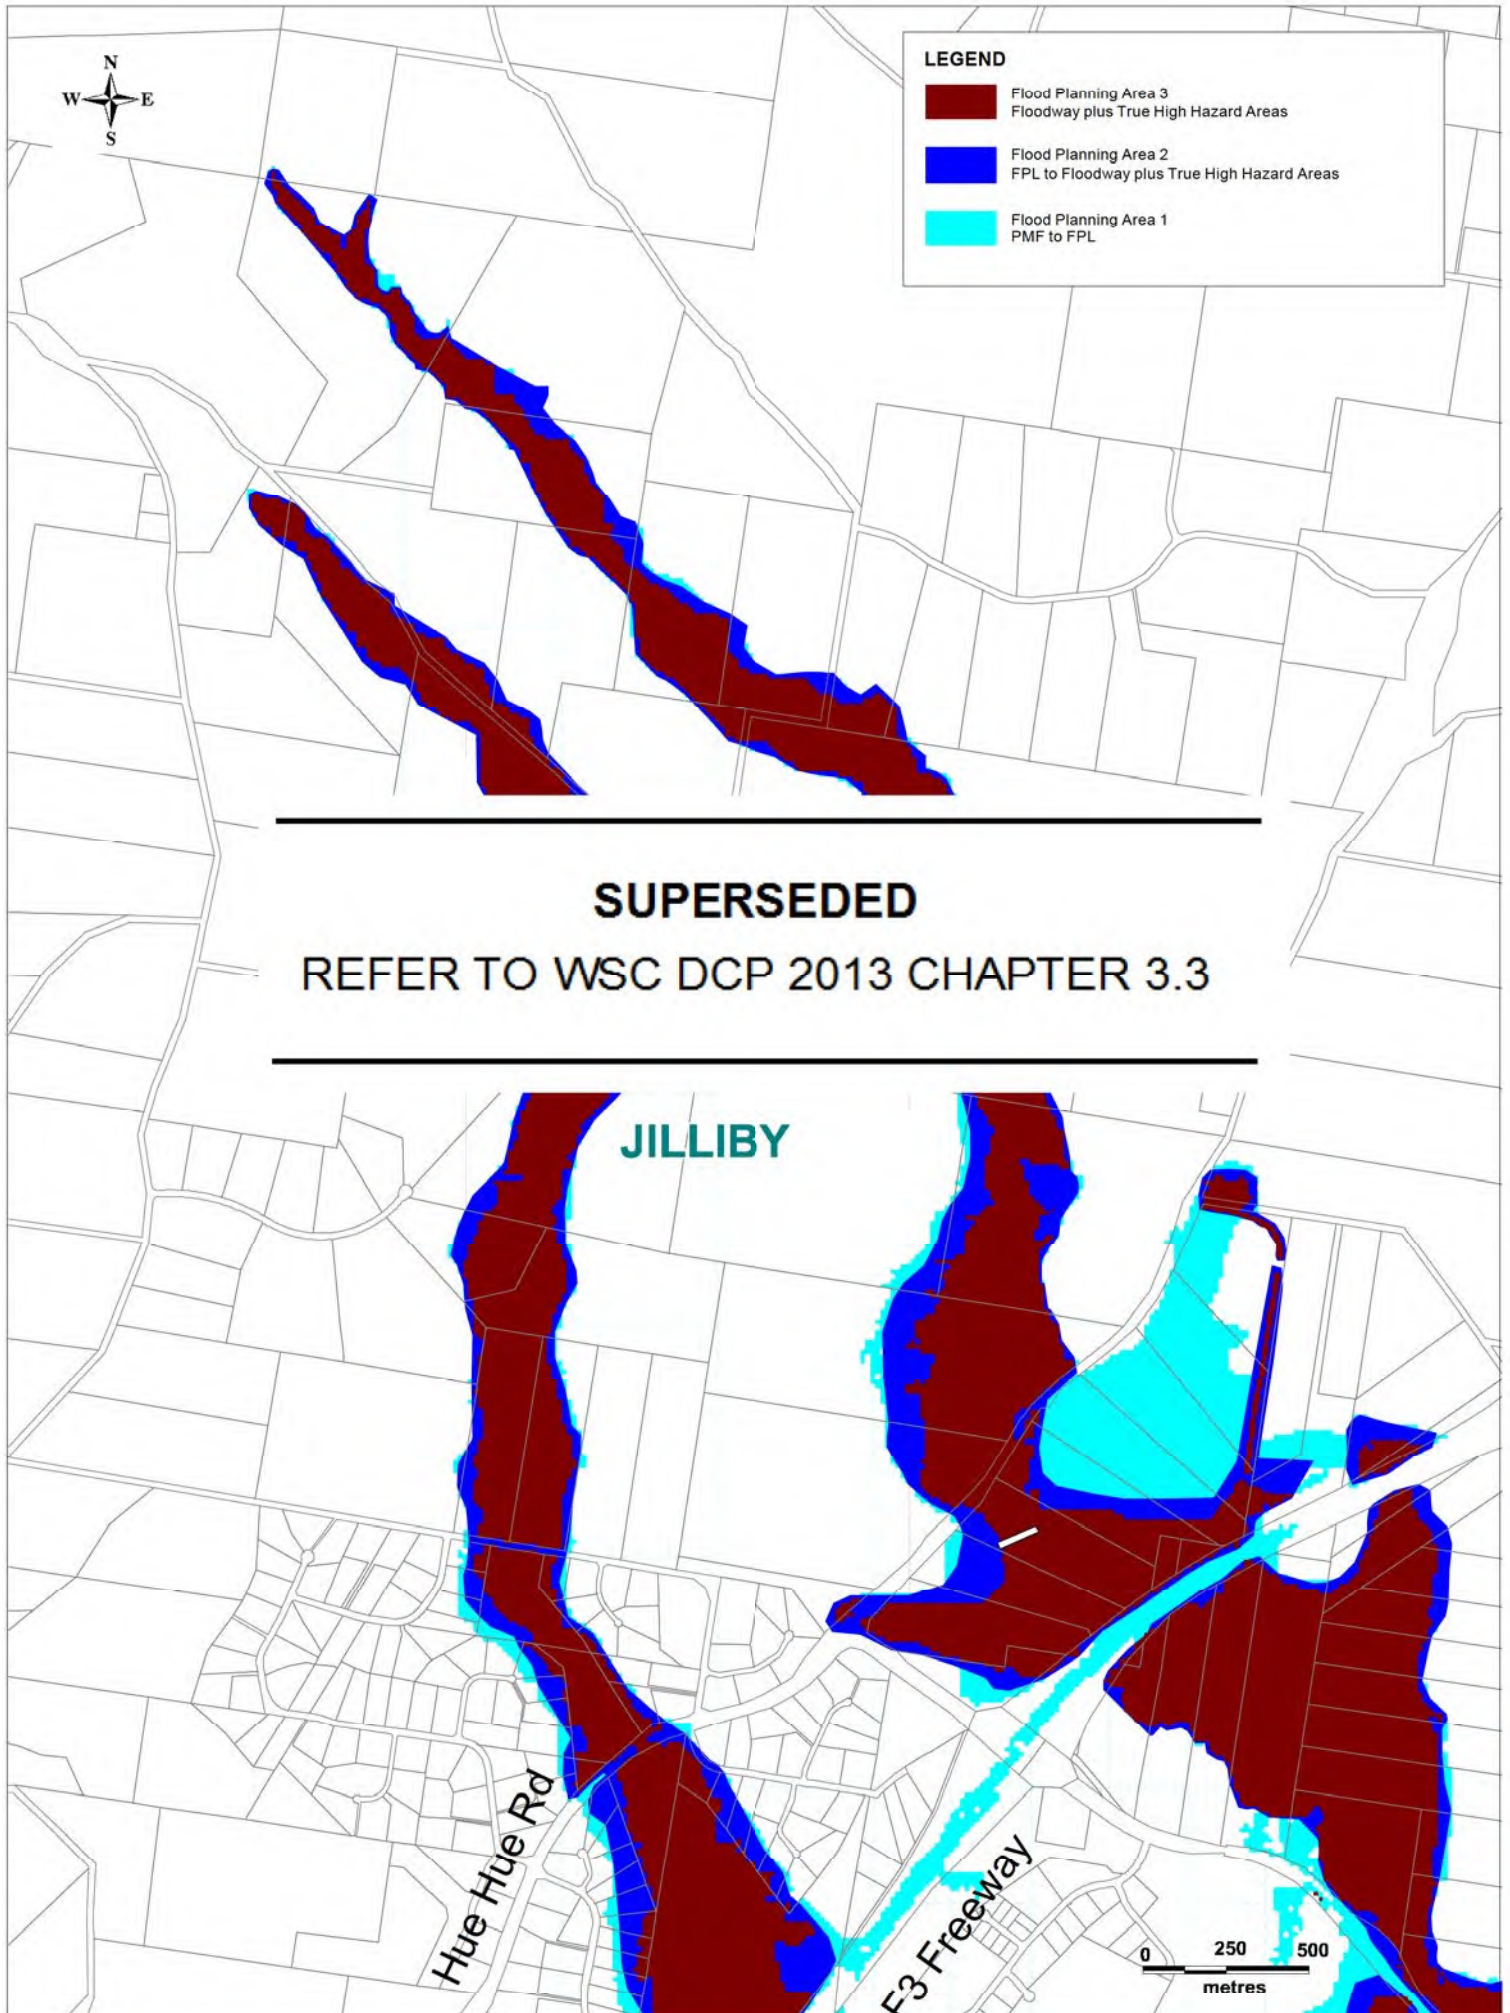 N
W E
S
LEGEND
Flood Planning Area 3
Floodway plus True High Hazard Areas
Flood Planning Area 2
FPL to Floodway plus True High Hazard Areas
Flood Planning Area 1
PMF to FPL
SUPERSEDED
REFER TO WSC DCP 2013 CHAPTER 3.3
JILLIBY
Hue Hue Rd
F3 Freeway
0 250 500
metres